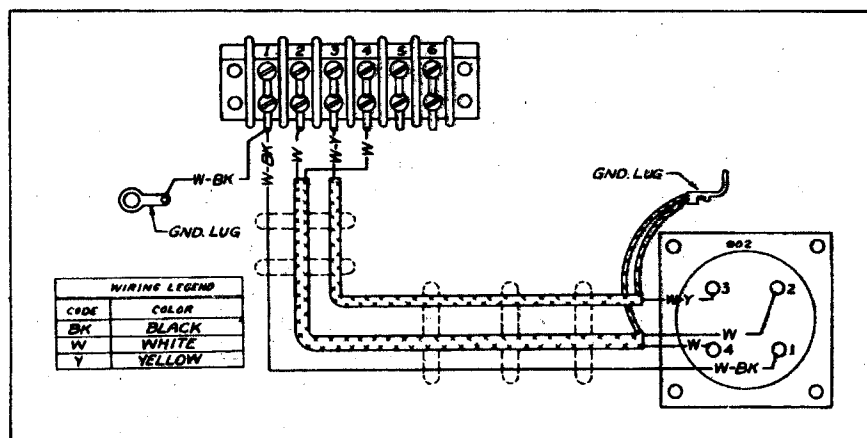 1 2 3 4 5 6
W-BK
W-BK
W
W-Y
W
GND. LUG
GND. LUG
WIRING LEGEND
CODE COLOR
BK BLACK
W WHITE
Y YELLOW
902
3
2
W-Y
W
W
4
1
W-BK